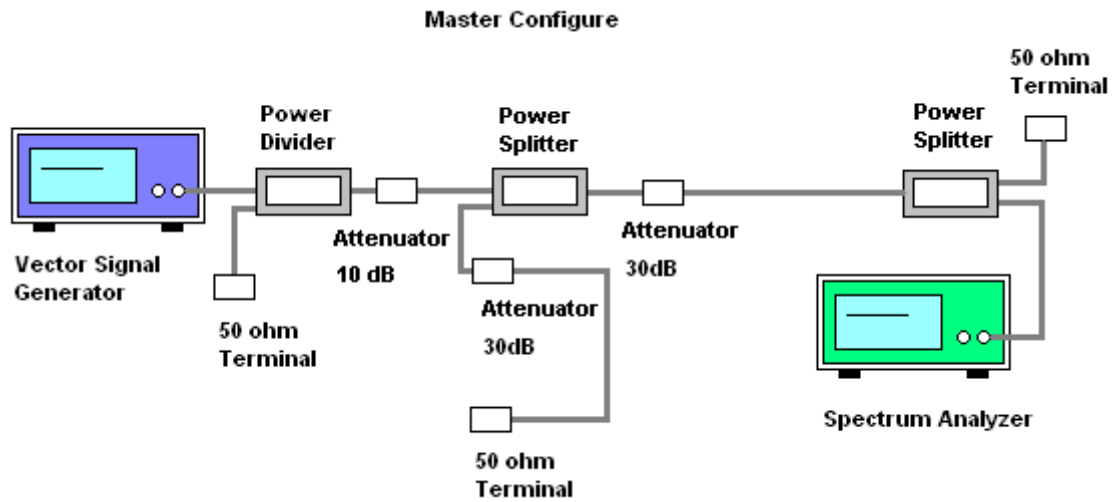 Master Configure
50 ohm
Terminal
Power
Divider
Power
Splitter
Power
Splitter
Attenuator
10 dB
Attenuator
30dB
Vector Signal
Generator
Attenuator
30dB
50 ohm
Terminal
Spectrum Analyzer
50 ohm
Terminal